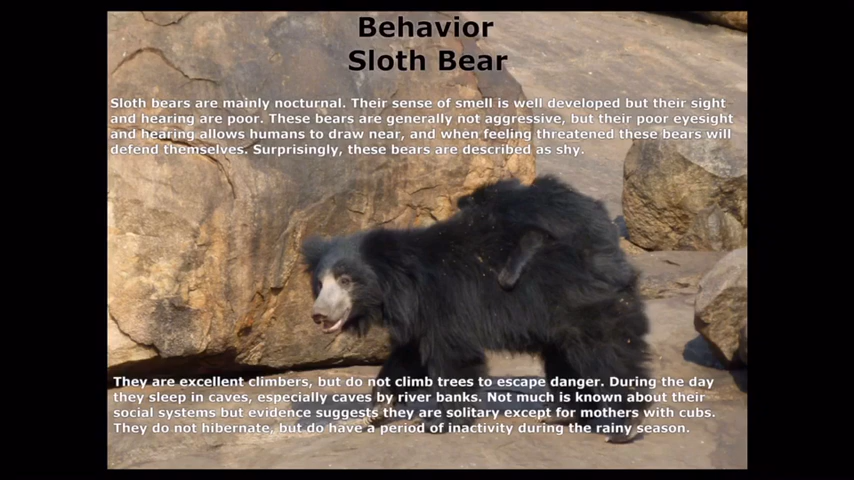 Behavior
Sloth Bear
Sloth bears are mainly nocturnal. Their sense of smell is well developed but their sight
and hearing are poor. These bears are generally not aggressive, but their poor eyesight
and hearing allows humans to draw near, and when feeling threatened these bears will
defend themselves. Surprisingly, these bears are described as shy.
They are excellent climbers, but do not climb trees to escape danger. During the day
they sleep in caves, especially caves by river banks. Not much is known about their
social systems but evidence suggests they are solitary except for mothers with cubs.
They do not hibernate, but do have a period of inactivity during the rainy season.